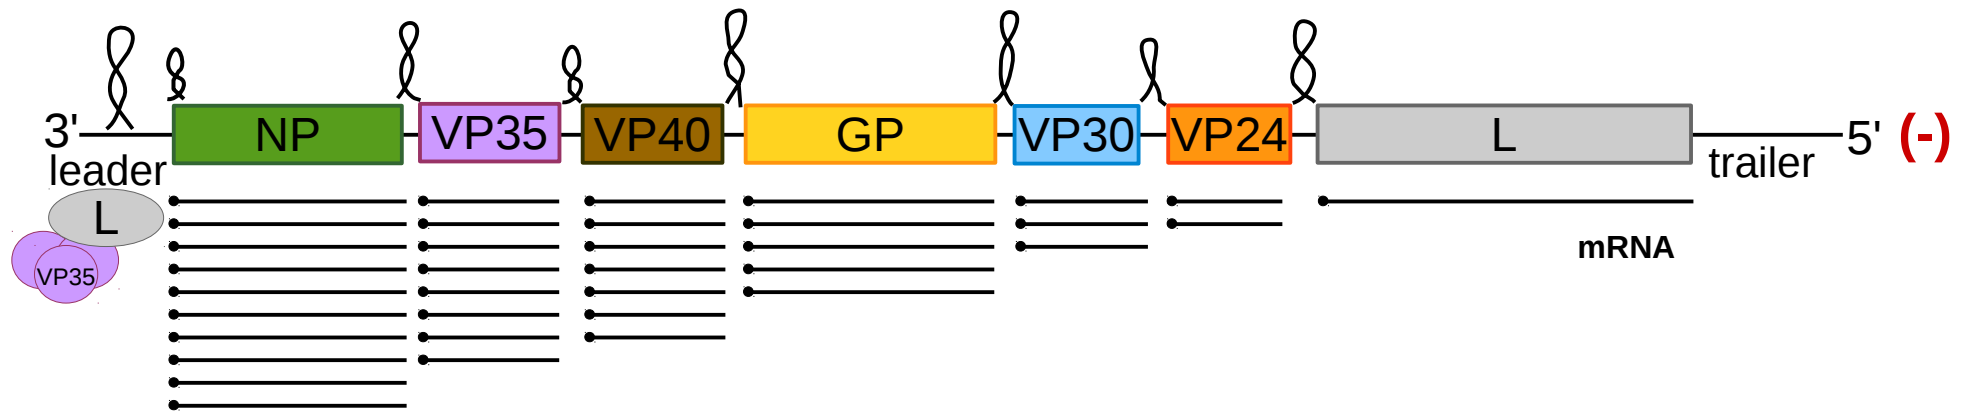 3' NP VP35 VP40 GP VP30 VP24 L 5' (-)
leader trailer
L
mRNA
VP35